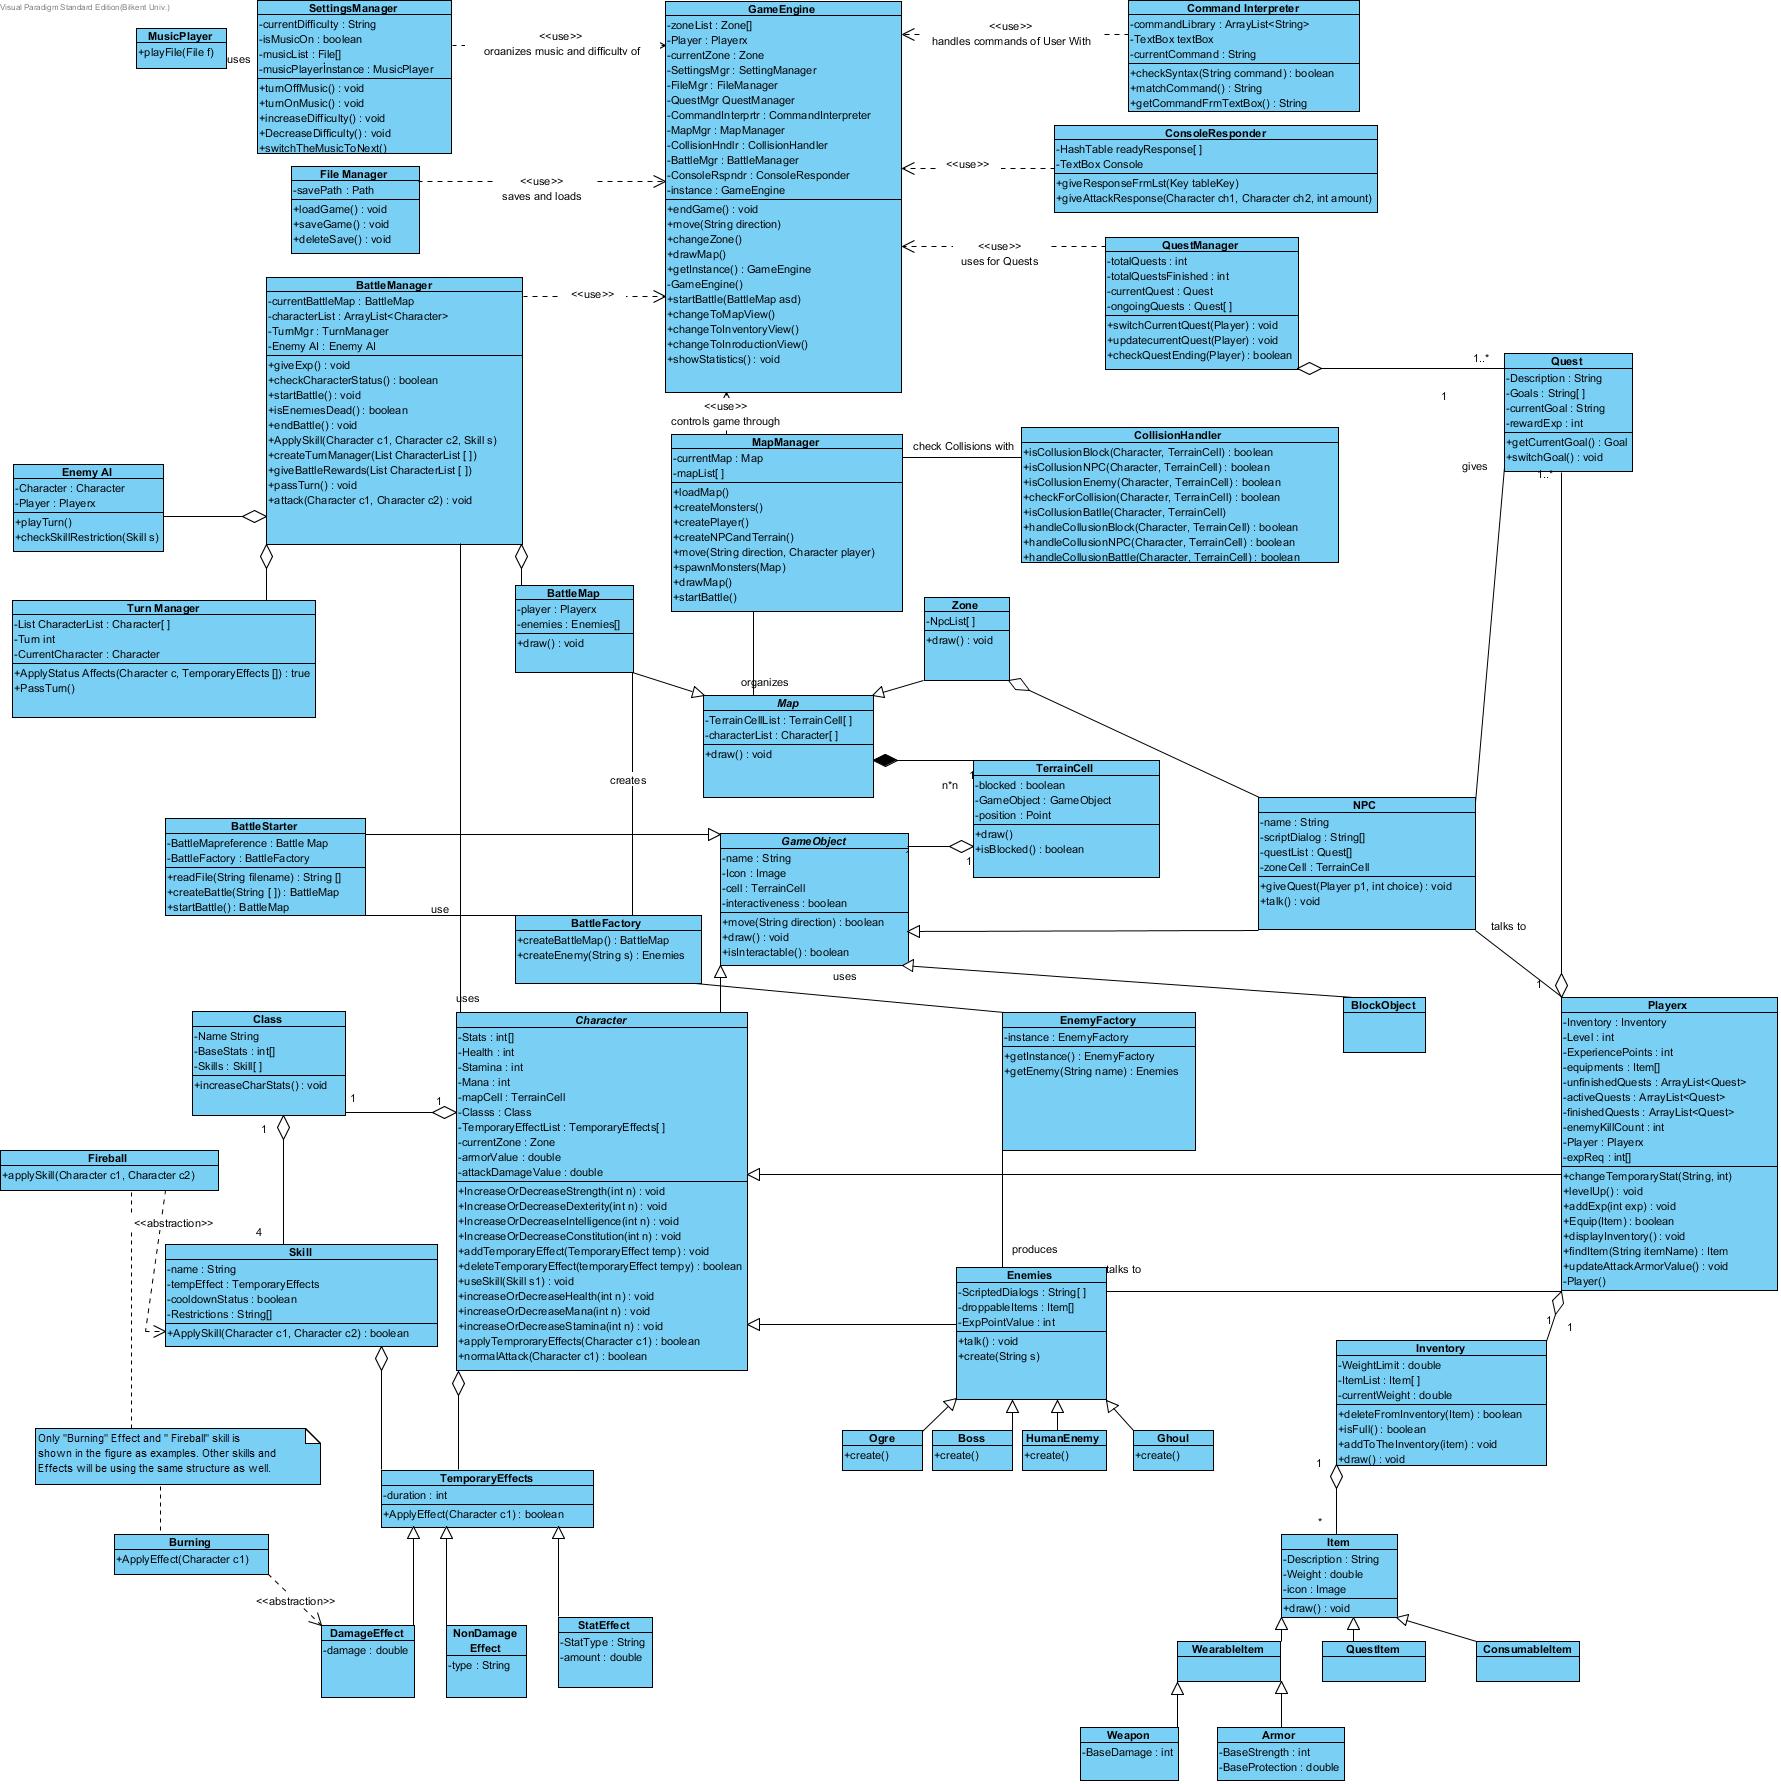 Visual Paradigm Standard Edition(Bilkent Univ.)
MusicPlayer
+playFile(File f)
uses
SettingsManager
-currentDifficulty : String
-isMusicOn : boolean
-musicList : File[]
-musicPlayerInstance : MusicPlayer
+turnOffMusic() : void
+turnOnMusic() : void
+increaseDifficulty() : void
+DecreaseDifficulty() : void
+switchTheMusicToNext()
<<use>>
organizes music and difficulty of
GameEngine
-zoneList : Zone[]
-Player : Playerx
-currentZone : Zone
-SettingsMgr : SettingManager
-FileMgr : FileManager
-QuestMgr QuestManager
-CommandInterprtr : CommandInterpreter
-MapMgr : MapManager
-CollisionHndlr : CollisionHandler
-BattleMgr : BattleManager
-ConsoleRspndr : ConsoleResponder
-instance : GameEngine
+endGame() : void
+move(String direction)
+changeZone()
+drawMap()
+getInstance() : GameEngine
-GameEngine()
+startBattle(BattleMap asd)
+changeToMapView()
+changeToInventoryView()
+changeToInroductionView()
+showStatistics() : void
<<use>>
handles commands of User With
Command Interpreter
-commandLibrary : ArrayList<String>
-TextBox textBox
-currentCommand : String
+checkSyntax(String command) : boolean
+matchCommand() : String
+getCommandFrmTextBox() : String
<<use>>
ConsoleResponder
-HashTable readyResponse[ ]
-TextBox Console
+giveResponseFrmLst(Key tableKey)
+giveAttackResponse(Character ch1, Character ch2, int amount)
File Manager
-savePath : Path
+loadGame() : void
+saveGame() : void
+deleteSave() : void
<<use>>
saves and loads
<<use>>
uses for Quests
QuestManager
-totalQuests : int
-totalQuestsFinished : int
-currentQuest : Quest
-ongoingQuests : Quest[ ]
+switchCurrentQuest(Player) : void
+updatecurrentQuest(Player) : void
+checkQuestEnding(Player) : boolean
1..*
1
Quest
-Description : String
-Goals : String[ ]
-currentGoal : String
-rewardExp : int
+getCurrentGoal() : Goal
+switchGoal() : void
gives
1..*
BattleManager
-currentBattleMap : BattleMap
-characterList : ArrayList<Character>
-TurnMgr : TurnManager
-Enemy AI : Enemy AI
+giveExp() : void
+checkCharacterStatus() : boolean
+startBattle() : void
+isEnemiesDead() : boolean
+endBattle() : void
+ApplySkill(Character c1, Character c2, Skill s)
+createTurnManager(List CharacterList [ ])
+giveBattleRewards(List CharacterList [ ])
+passTurn() : void
+attack(Character c1, Character c2) : void
<<use>>
<<use>>
controls game through
MapManager
-currentMap : Map
-mapList[ ]
+loadMap()
+createMonsters()
+createPlayer()
+createNPCandTerrain()
+move(String direction, Character player)
+spawnMonsters(Map)
+drawMap()
+startBattle()
check Collisions with
CollisionHandler
+isCollusionBlock(Character, TerrainCell) : boolean
+isCollusionNPC(Character, TerrainCell) : boolean
+isCollusionEnemy(Character, TerrainCell) : boolean
+checkForCollision(Character, TerrainCell) : boolean
+isCollusionBatlle(Character, TerrainCell)
+handleCollusionBlock(Character, TerrainCell) : boolean
+handleCollusionNPC(Character, TerrainCell) : boolean
+handleCollusionBattle(Character, TerrainCell) : boolean
Enemy AI
-Character : Character
-Player : Playerx
+playTurn()
+checkSkillRestriction(Skill s)
Turn Manager
-List CharacterList : Character[ ]
-Turn int
-CurrentCharacter : Character
+ApplyStatus Affects(Character c, TemporaryEffects []) : true
+PassTurn()
BattleMap
-player : Playerx
-enemies : Enemies[]
+draw() : void
Zone
-NpcList[ ]
+draw() : void
organizes
Map
-TerrainCellList : TerrainCell[ ]
-characterList : Character[ ]
+draw() : void
creates
n*n
1
TerrainCell
-blocked : boolean
-GameObject : GameObject
-position : Point
+draw()
+isBlocked() : boolean
1
NPC
-name : String
-scriptDialog : String[]
-questList : Quest[]
-zoneCell : TerrainCell
+giveQuest(Player p1, int choice) : void
+talk() : void
talks to
1
BattleStarter
-BattleMapreference : Battle Map
-BattleFactory : BattleFactory
+readFile(String filename) : String []
+createBattle(String [ ]) : BattleMap
+startBattle() : BattleMap
use
GameObject
-name : String
-Icon : Image
-cell : TerrainCell
-interactiveness : boolean
+move(String direction) : boolean
+draw() : void
+isInteractable() : boolean
BattleFactory
+createBattleMap() : BattleMap
+createEnemy(String s) : Enemies
uses
uses
BlockObject
Class
-Name String
-BaseStats : int[]
-Skills : Skill[ ]
+increaseCharStats() : void
1
1
1
4
Character
-Stats : int[]
-Health : int
-Stamina : int
-Mana : int
-mapCell : TerrainCell
-Classs : Class
-TemporaryEffectList : TemporaryEffects[ ]
-currentZone : Zone
-armorValue : double
-attackDamageValue : double
+IncreaseOrDecreaseStrength(int n) : void
+IncreaseOrDecreaseDexterity(int n) : void
+IncreaseOrDecreaseIntelligence(int n) : void
+IncreaseOrDecreaseConstitution(int n) : void
+addTemporaryEffect(TemporaryEffect temp) : void
+deleteTemporaryEffect(temporaryEffect tempy) : boolean
+useSkill(Skill s1) : void
+increaseOrDecreaseHealth(int n) : void
+increaseOrDecreaseMana(int n) : void
+increaseOrDecreaseStamina(int n) : void
+applyTemproraryEffects(Character c1) : boolean
+normalAttack(Character c1) : boolean
EnemyFactory
-instance : EnemyFactory
+getInstance() : EnemyFactory
+getEnemy(String name) : Enemies
produces
Playerx
-Inventory : Inventory
-Level : int
-ExperiencePoints : int
-equipments : Item[]
-unfinishedQuests : ArrayList<Quest>
-activeQuests : ArrayList<Quest>
-finishedQuests : ArrayList<Quest>
-enemyKillCount : int
-Player : Playerx
-expReq : int[]
+changeTemporaryStat(String, int)
+levelUp() : void
+addExp(int exp) : void
+Equip(Item) : boolean
+displayInventory() : void
+findItem(String itemName) : Item
+updateAttackArmorValue() : void
-Player()
Fireball
+applySkill(Character c1, Character c2)
<<abstraction>>
Skill
-name : String
-tempEffect : TemporaryEffects
-cooldownStatus : boolean
-Restrictions : String[]
+ApplySkill(Character c1, Character c2) : boolean
Enemies
-ScriptedDialogs : String[ ]
-droppableItems : Item[]
-ExpPointValue : int
+talk() : void
+create(String s)
talks to
1
1
Inventory
-WeightLimit : double
-ItemList : Item[ ]
-currentWeight : double
+deleteFromInventory(Item) : boolean
+isFull() : boolean
+addToTheInventory(item) : void
+draw() : void
1
*
Ogre
+create()
Boss
+create()
HumanEnemy
+create()
Ghoul
+create()
Only "Burning" Effect and " Fireball" skill is
shown in the figure as examples. Other skills and
Effects will be using the same structure as well.
TemporaryEffects
-duration : int
+ApplyEffect(Character c1) : boolean
Burning
+ApplyEffect(Character c1)
<<abstraction>>
DamageEffect
-damage : double
NonDamage
Effect
-type : String
StatEffect
-StatType : String
-amount : double
Item
-Description : String
-Weight : double
-icon : Image
+draw() : void
WearableItem
QuestItem
ConsumableItem
Weapon
-BaseDamage : int
Armor
-BaseStrength : int
-BaseProtection : double